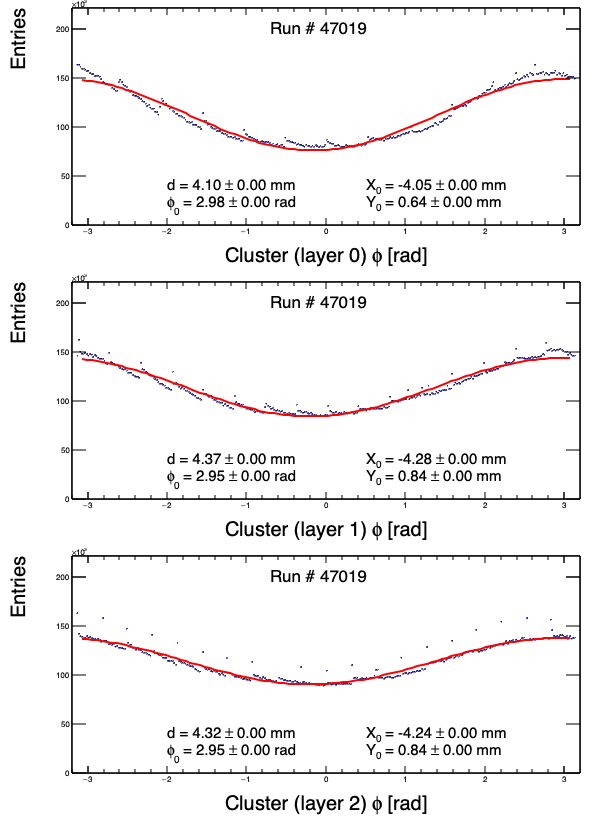 ×10²
Entries
200
150
100
50
0
Run # 47019
d = 4.10 ± 0.00 mm
X₀ = -4.05 ± 0.00 mm
ϕ₀ = 2.98 ± 0.00 rad
Y₀ = 0.64 ± 0.00 mm
−3 −2 −1 0 1 2 3
Cluster (layer 0) ϕ [rad]
×10²
Entries
200
150
100
50
0
Run # 47019
d = 4.37 ± 0.00 mm
X₀ = -4.28 ± 0.00 mm
ϕ₀ = 2.95 ± 0.00 rad
Y₀ = 0.84 ± 0.00 mm
−3 −2 −1 0 1 2 3
Cluster (layer 1) ϕ [rad]
×10²
Entries
200
150
100
50
0
Run # 47019
d = 4.32 ± 0.00 mm
X₀ = -4.24 ± 0.00 mm
ϕ₀ = 2.95 ± 0.00 rad
Y₀ = 0.84 ± 0.00 mm
−3 −2 −1 0 1 2 3
Cluster (layer 2) ϕ [rad]